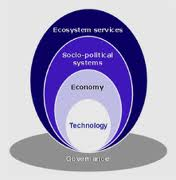 Ecosystem services
Socio-political
systems
Economy
Technology
Governance